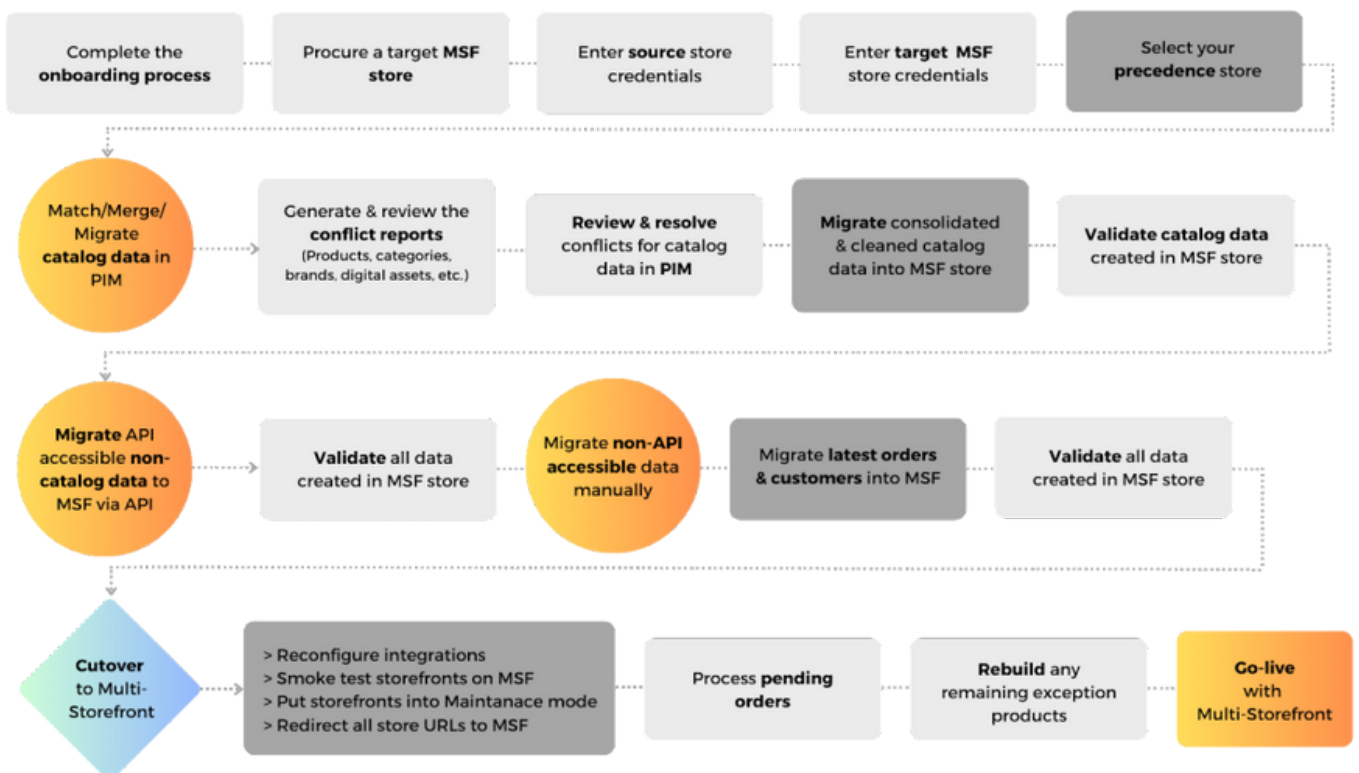 Complete the
onboarding process
Procure a target MSF
store
Enter source store
credentials
Enter target MSF
store credentials
Select your
precedence store
Match/Merge/
Migrate
catalog data in
PIM
Generate & review the
conflict reports
(Products, categories,
brands, digital assets, etc.)
Review & resolve
conflicts for catalog
data in PIM
Migrate consolidated
& cleaned catalog
data into MSF store
Validate catalog data
created in MSF store
Migrate API
accessible non-
catalog data to
MSF via API
Validate all data
created in MSF store
Migrate non-API
accessible data
manually
Migrate latest orders
& customers into MSF
Validate all data
created in MSF store
Cutover
to Multi-
Storefront
> Reconfigure integrations
> Smoke test storefronts on MSF
> Put storefronts into Maintanace mode
> Redirect all store URLs to MSF
Process pending
orders
Rebuild any
remaining exception
products
Go-live
with
Multi-Storefront